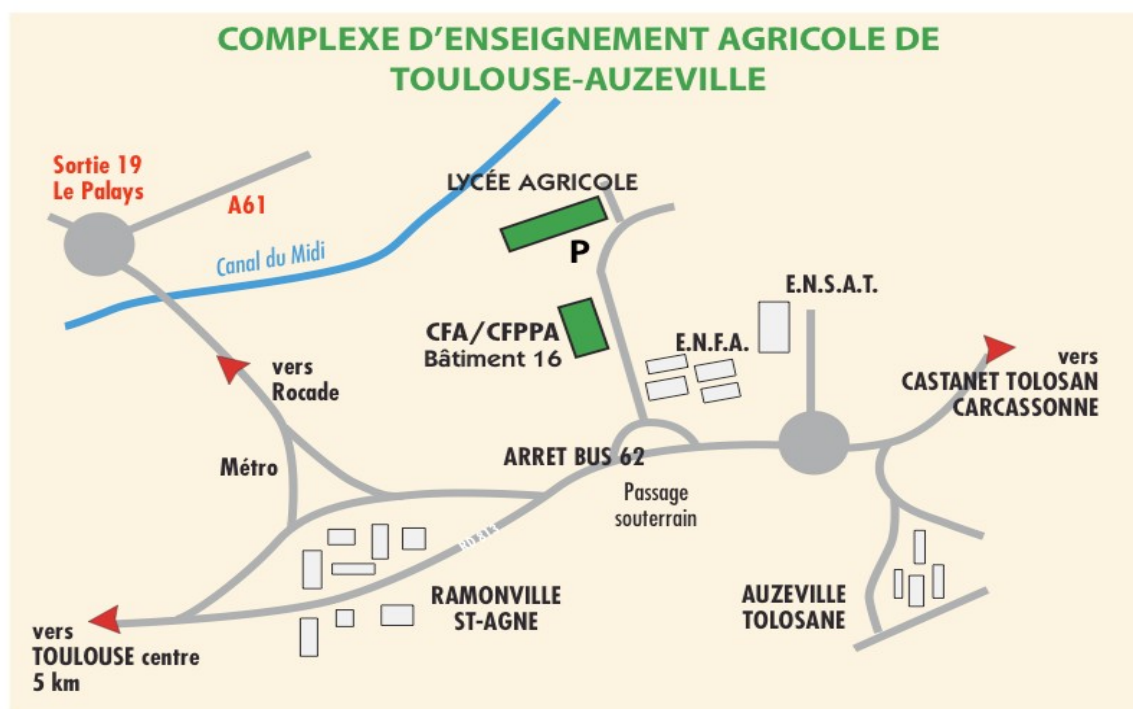 COMPLEXE D'ENSEIGNEMENT AGRICOLE DE
TOULOUSE-AUZEVILLE
Sortie 19
Le Palays
A61
LYCÉE AGRICOLE
P
Canal du Midi
E.N.S.A.T.
CFA/CFPPA
Bâtiment 16
E.N.F.A.
vers
Rocade
vers
CASTANET TOLOSAN
CARCASSONNE
Métro
ARRET BUS 62
Passage
souterrain
RD 813
RAMONVILLE
ST-AGNE
AUZEVILLE
TOLOSANE
vers
TOULOUSE centre
5 km